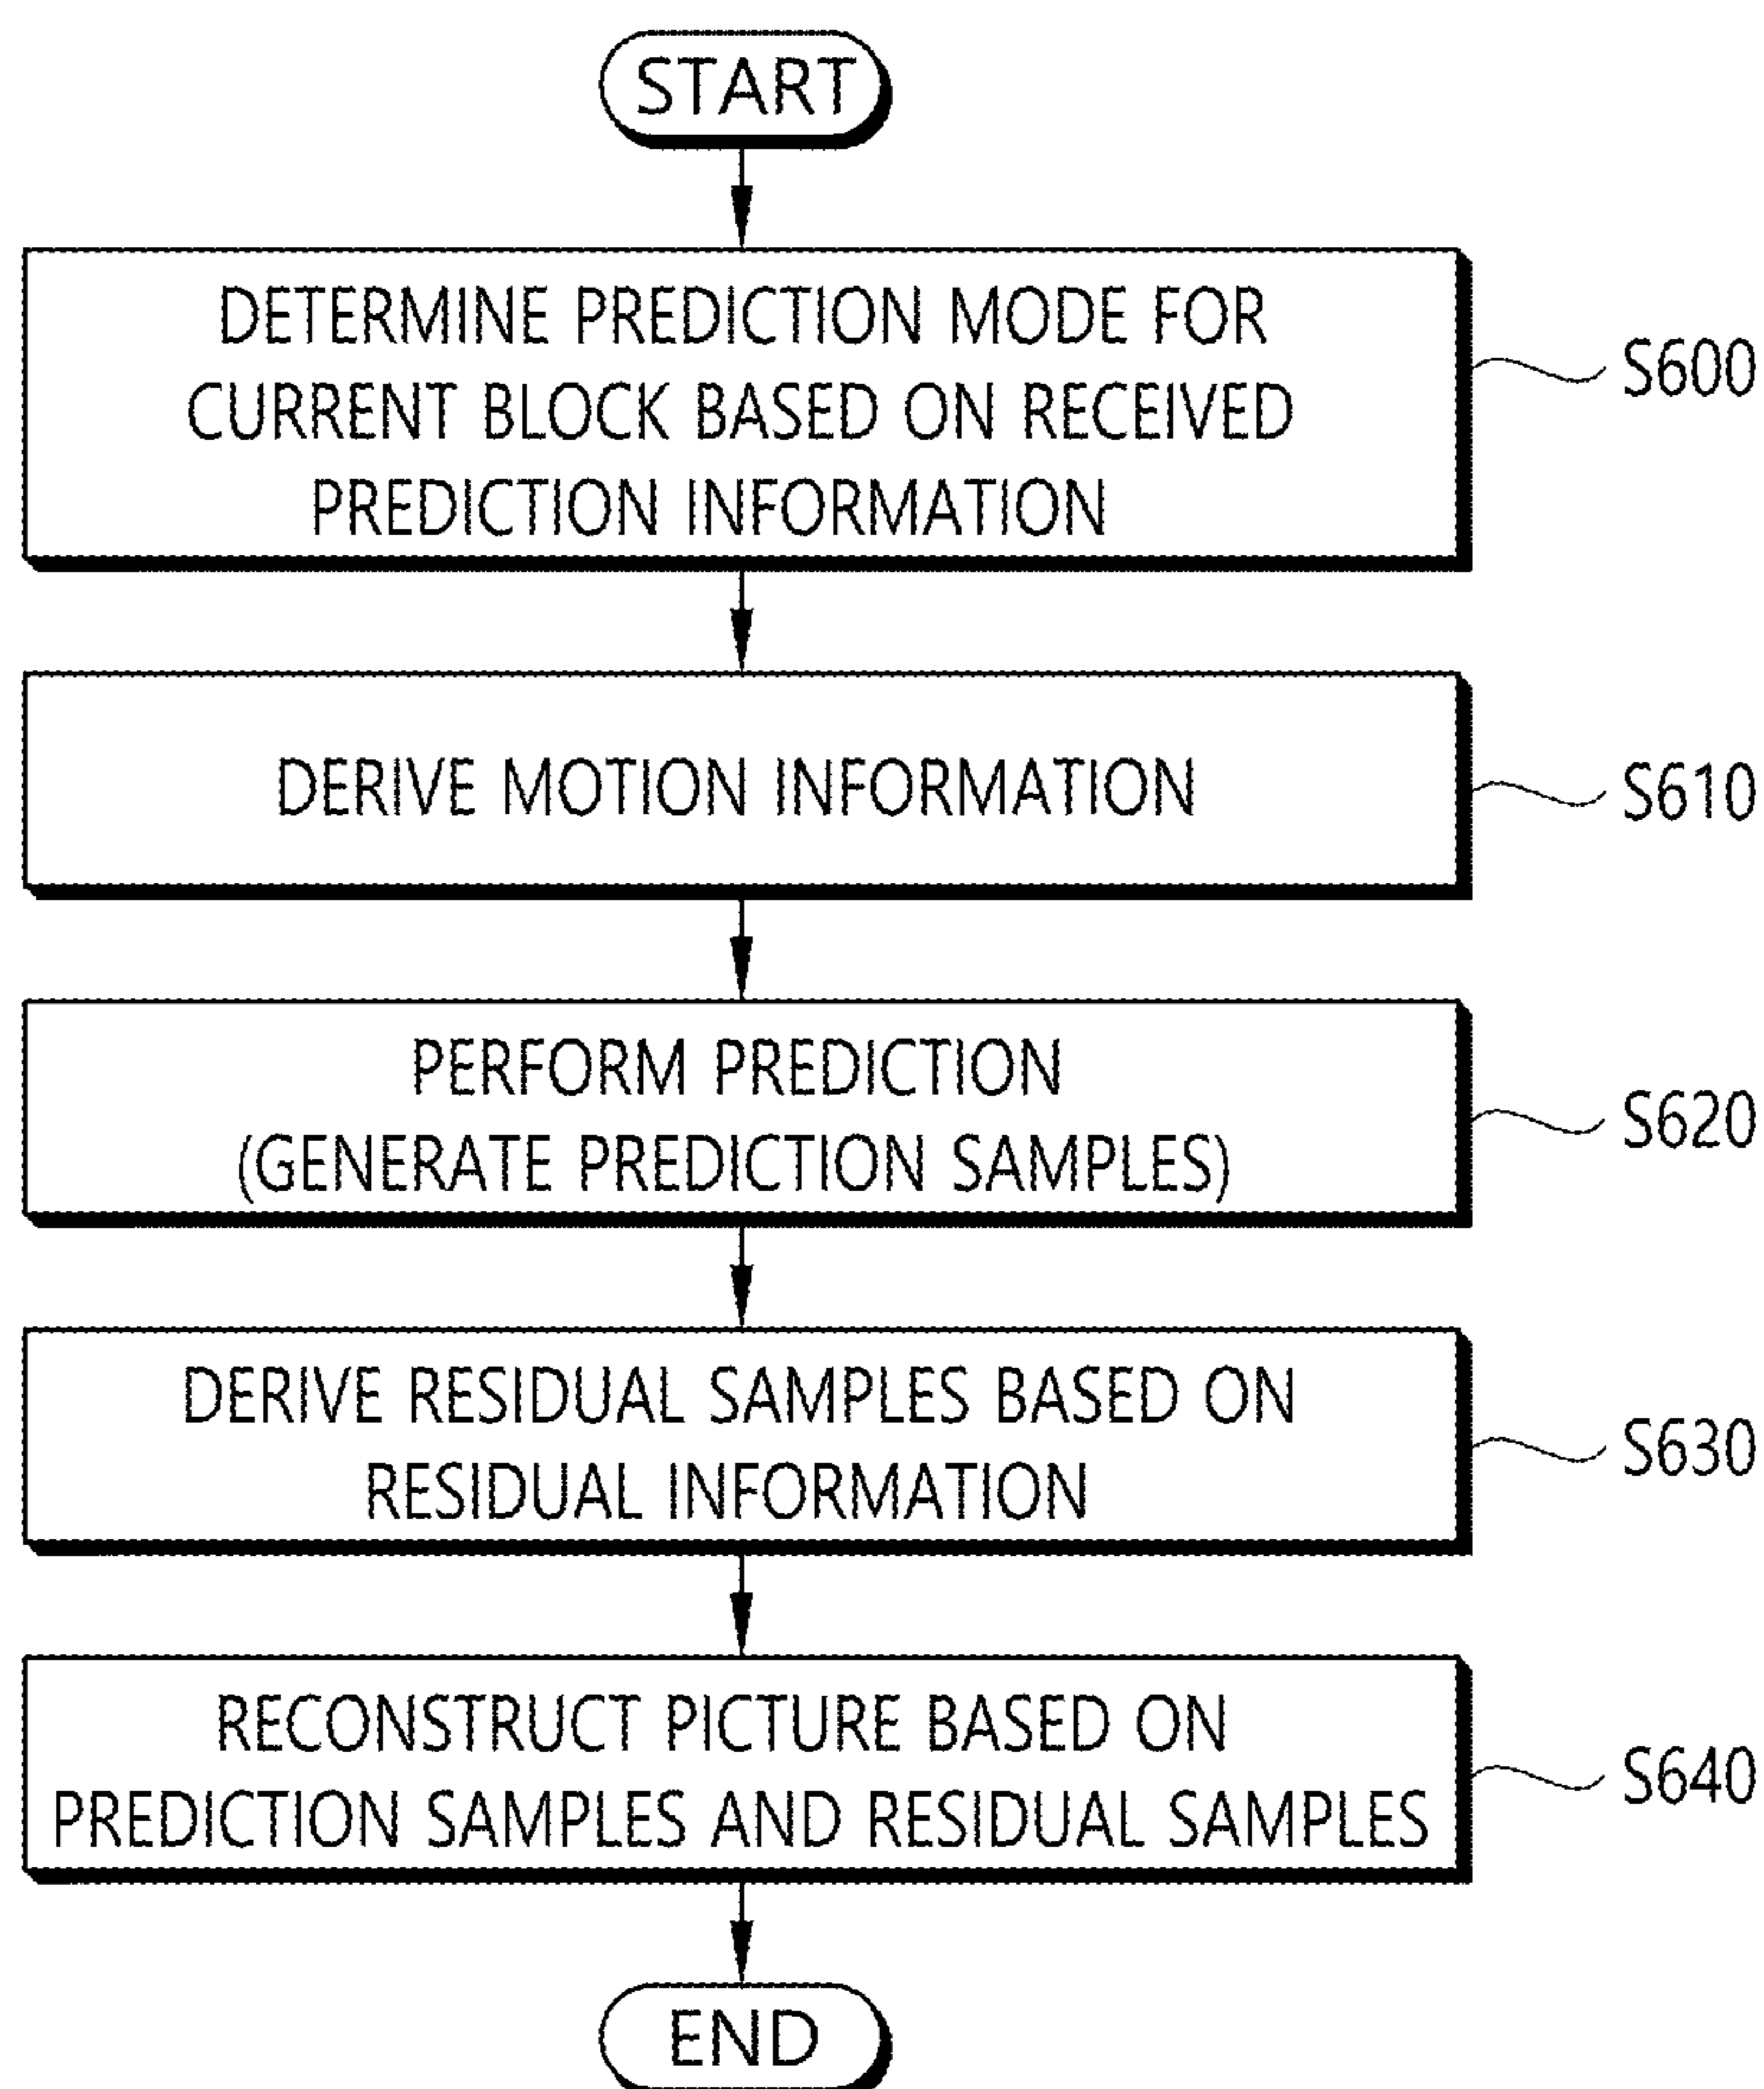 START
DETERMINE PREDICTION MODE FOR
CURRENT BLOCK BASED ON RECEIVED
PREDICTION INFORMATION
S600
DERIVE MOTION INFORMATION
S610
PERFORM PREDICTION
(GENERATE PREDICTION SAMPLES)
S620
DERIVE RESIDUAL SAMPLES BASED ON
RESIDUAL INFORMATION
S630
RECONSTRUCT PICTURE BASED ON
PREDICTION SAMPLES AND RESIDUAL SAMPLES
S640
END